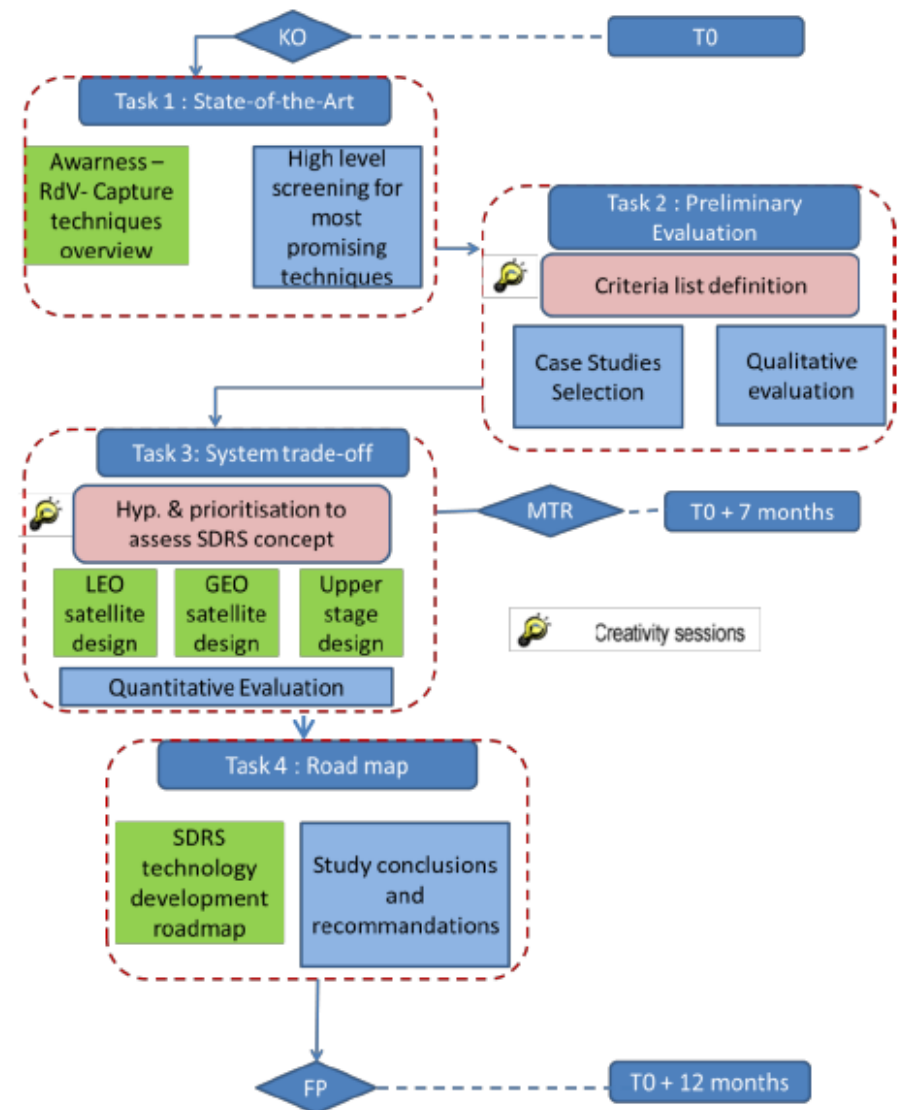 KO
T0
Task 1 : State-of-the-Art
Awarness –
RdV- Capture
techniques
overview
High level
screening for
most
promising
techniques
Task 2 : Preliminary
Evaluation
Criteria list definition
Case Studies
Selection
Qualitative
evaluation
Task 3: System trade-off
Hyp. & prioritisation to
assess SDRS concept
MTR
T0 + 7 months
LEO
satellite
design
GEO
satellite
design
Upper
stage
design
Creativity sessions
Quantitative Evaluation
Task 4 : Road map
SDRS
technology
development
roadmap
Study conclusions
and
recommandations
FP
T0 + 12 months